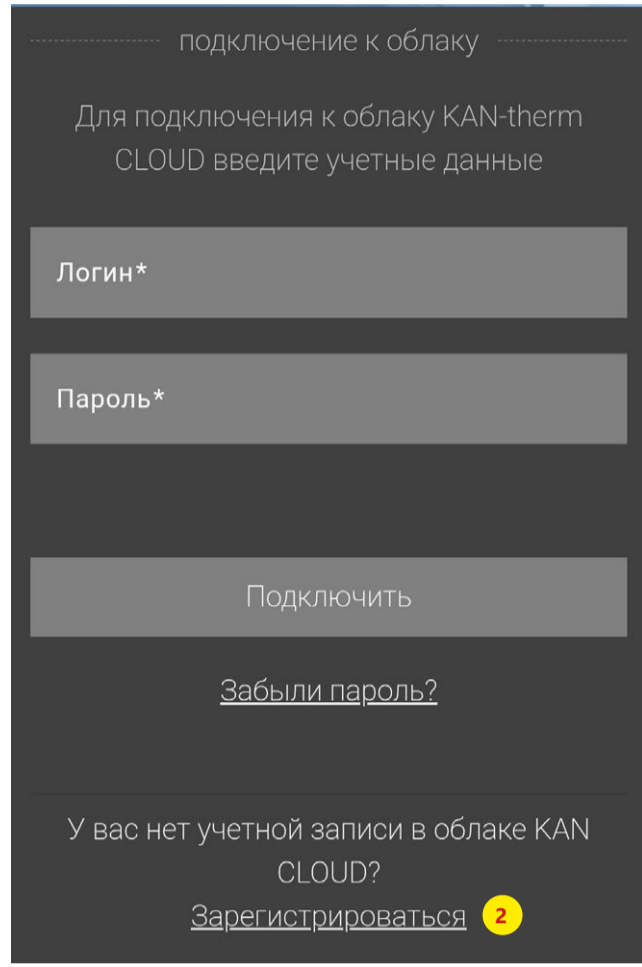 подключение к облаку
Для подключения к облаку KAN-therm
CLOUD введите учетные данные
Логин*
Пароль*
Подключить
Забыли пароль?
У вас нет учетной записи в облаке KAN
CLOUD?
Зарегистрироваться 2